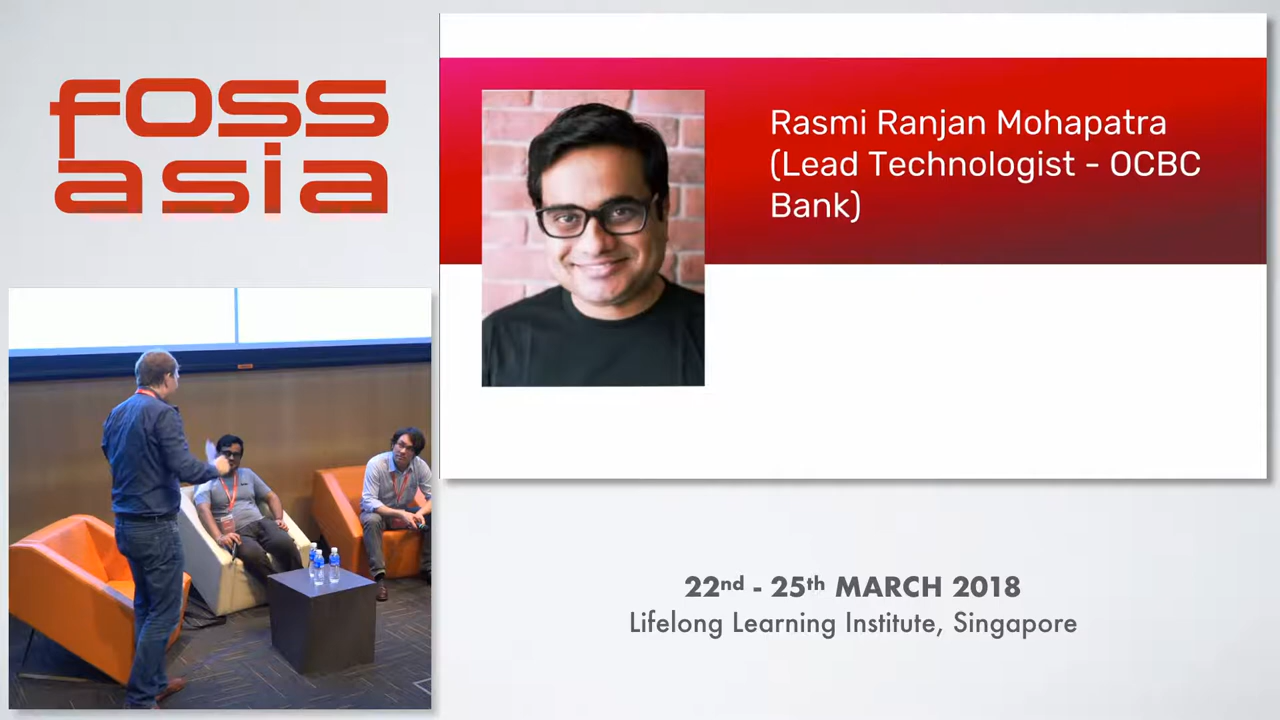 foss
asia
Rasmi Ranjan Mohapatra
(Lead Technologist - OCBC
Bank)
22nd - 25th MARCH 2018
Lifelong Learning Institute, Singapore